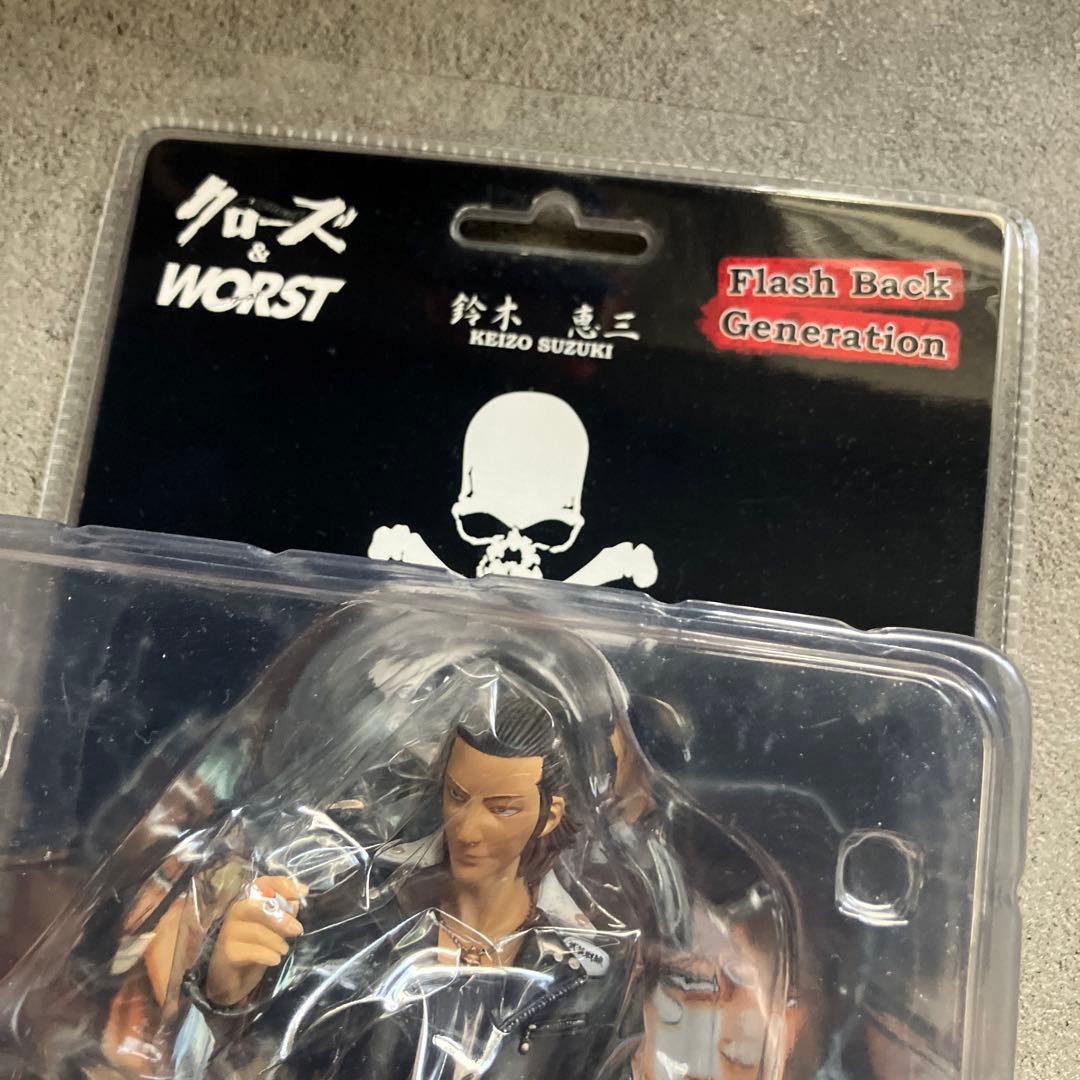 クローズ
&
WORST
鈴木 恵三
KEIZO SUZUKI
Flash Back
Generation